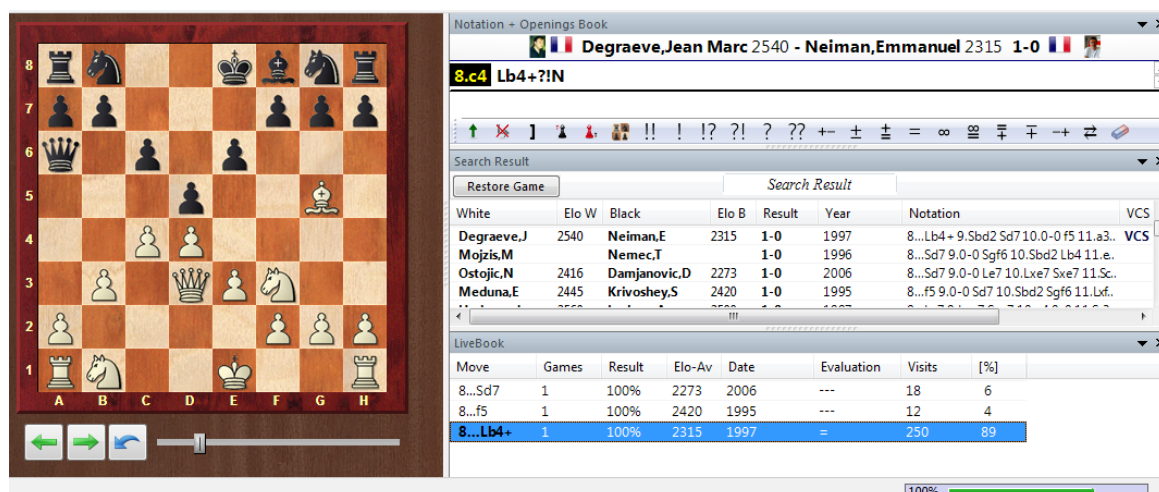 Notation + Openings Book
Degraeve,Jean Marc 2540 - Neiman,Emmanuel 2315 1-0
8.c4 Lb4+?!N
] !! ! !? ?! ? ?? +− ± ⩲ = ∞ -+
Search Result
Restore Game Search Result
White Elo W Black Elo B Result Year Notation VCS
Degraeve,J 2540 Neiman,E 2315 1-0 1997 8...Lb4+ 9.Sbd2 Sd7 10.0-0 f5 11.a3.. VCS
Mojzis,M Nemec,T 1-0 1996 8...Sd7 9.0-0 Sgf6 10.Sbd2 Lb4 11.e..
Ostojic,N 2416 Damjanovic,D 2273 1-0 2006 8...Sd7 9.0-0 Le7 10.Lxe7 Sxe7 11.Sc..
Meduna,E 2445 Krivoshey,S 2420 1-0 1995 8...f5 9.0-0 Sd7 10.Sbd2 Sgf6 11.Lxf..
LiveBook
Move Games Result Elo-Av Date Evaluation Visits [%]
8...Sd7 1 100% 2273 2006 --- 18 6
8...f5 1 100% 2420 1995 --- 12 4
8...Lb4+ 1 100% 2315 1997 = 250 89
8
7
6
5
4
3
2
1
A B C D E F G H
100%